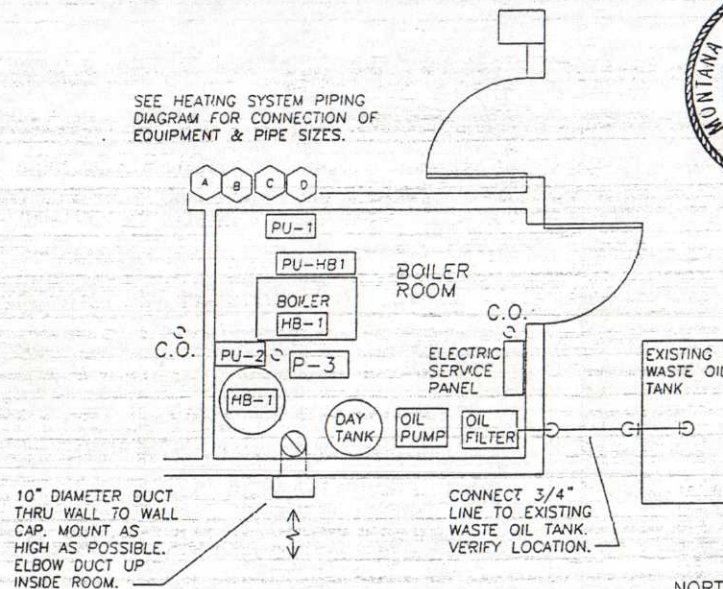 MONTANA
SEE HEATING SYSTEM PIPING
DIAGRAM FOR CONNECTION OF
EQUIPMENT & PIPE SIZES.
A B C D
PU-1
PU-HB1
BOILER
HB-1
BOILER
ROOM
C.O.
C.O.
PU-2
P-3
ELECTRIC
SERVICE
PANEL
EXISTING
WASTE OIL
TANK
HB-1
DAY
TANK
OIL
PUMP
OIL
FILTER
10" DIAMETER DUCT
THRU WALL TO WALL
CAP. MOUNT AS
HIGH AS POSSIBLE.
ELBOW DUCT UP
INSIDE ROOM.
CONNECT 3/4"
LINE TO EXISTING
WASTE OIL TANK.
VERIFY LOCATION.
NORT